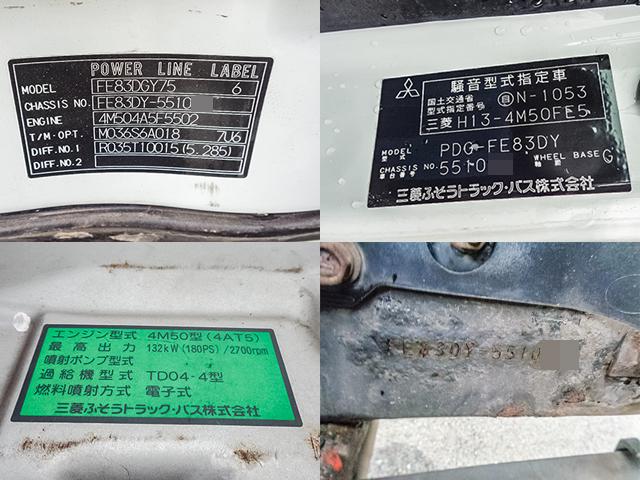 POWER LINE LABEL
MODEL FE83DGY75 6
CHASSIS NO. FE83DY-5510
ENGINE 4M504A5E5502
T/M・OPT. M036S6A018 7U6
DIFF.NO.1 R035T10015(5.285)
DIFF.NO.2
騒音型式指定車
国土交通省
型式指定番号 自N-1053
三菱 H13-4M50FE5
MODEL
型式 PDG-FE83DY
CHASSIS NO.
車台番号 5510 WHEEL BASE
軸距 G
三菱ふそうトラック・バス株式会社
エンジン型式 4M50型(4AT5)
最高出力 132kW(180PS)/2700rpm
噴射ポンプ型式
過給機型式 TD04-4型
燃料噴射方式 電子式
三菱ふそうトラック・バス株式会社
FE83DY-5510